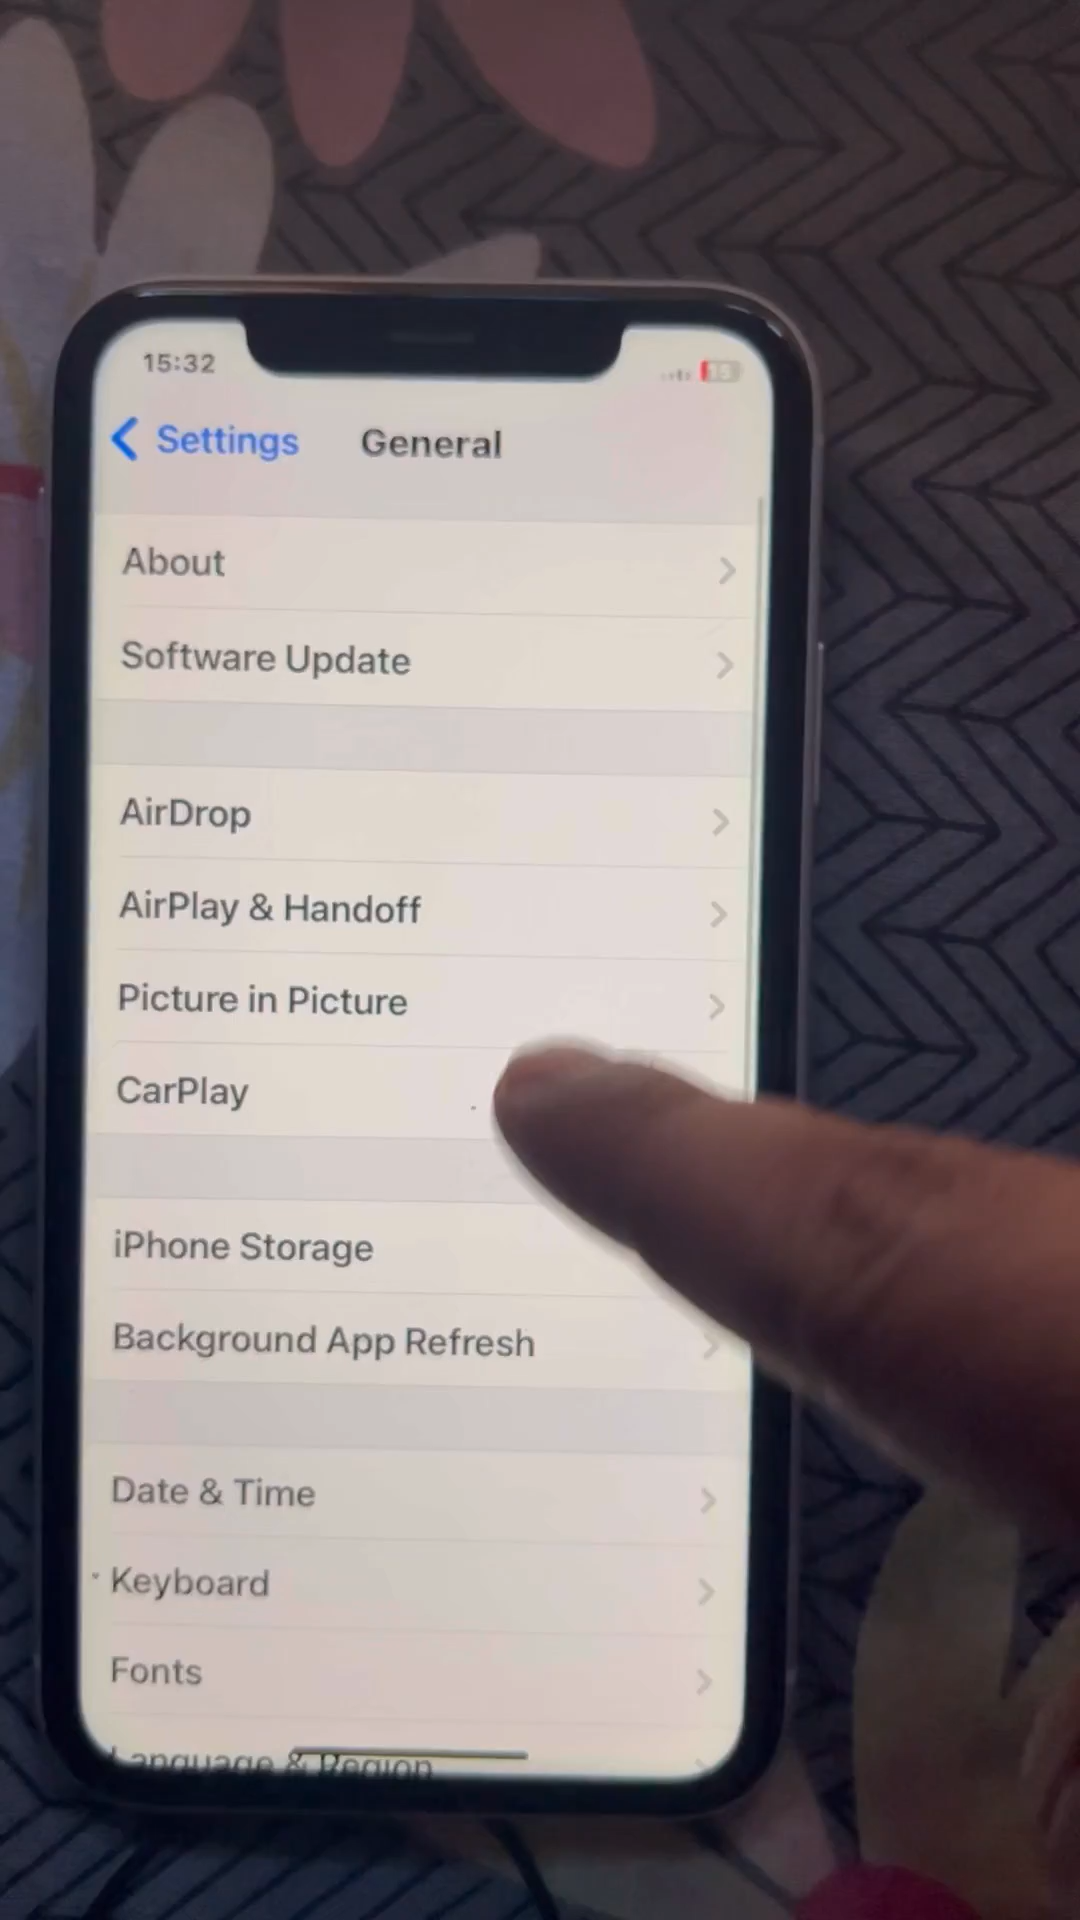 15:32
Settings
General
About
Software Update
AirDrop
AirPlay & Handoff
Picture in Picture
CarPlay
iPhone Storage
Background App Refresh
Date & Time
Keyboard
Fonts
Language & Region